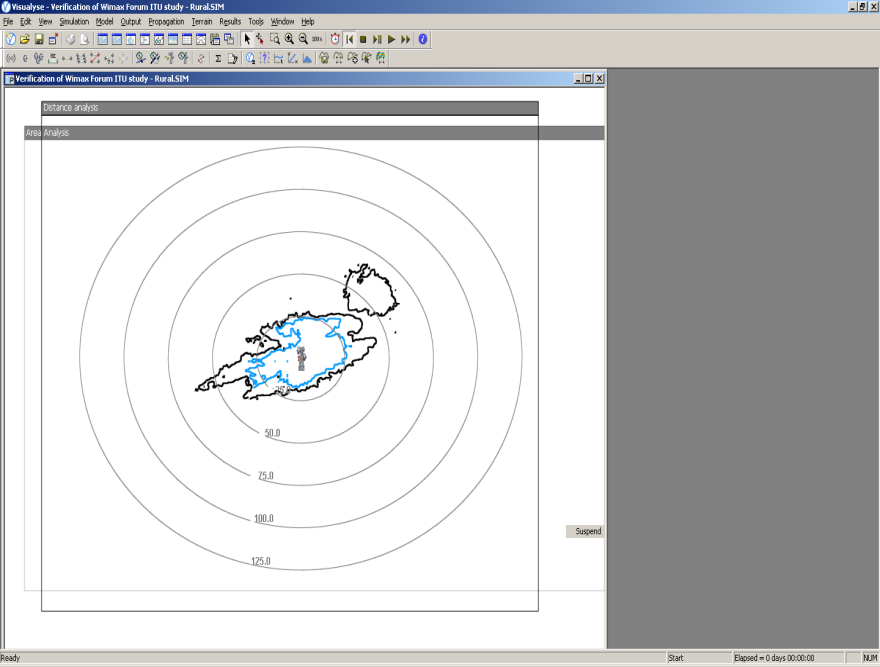 Visualyse - Verification of Wimax Forum ITU study - Rural.SIM
File Edit View Simulation Model Output Propagation Terrain Results Tools Window Help
100%
Verification of Wimax Forum ITU study - Rural.SIM
Distance analysis
Area Analysis
50.0
75.0
100.0
125.0
Suspend
Ready
Start
Elapsed = 0 days 00:00:00
NUM